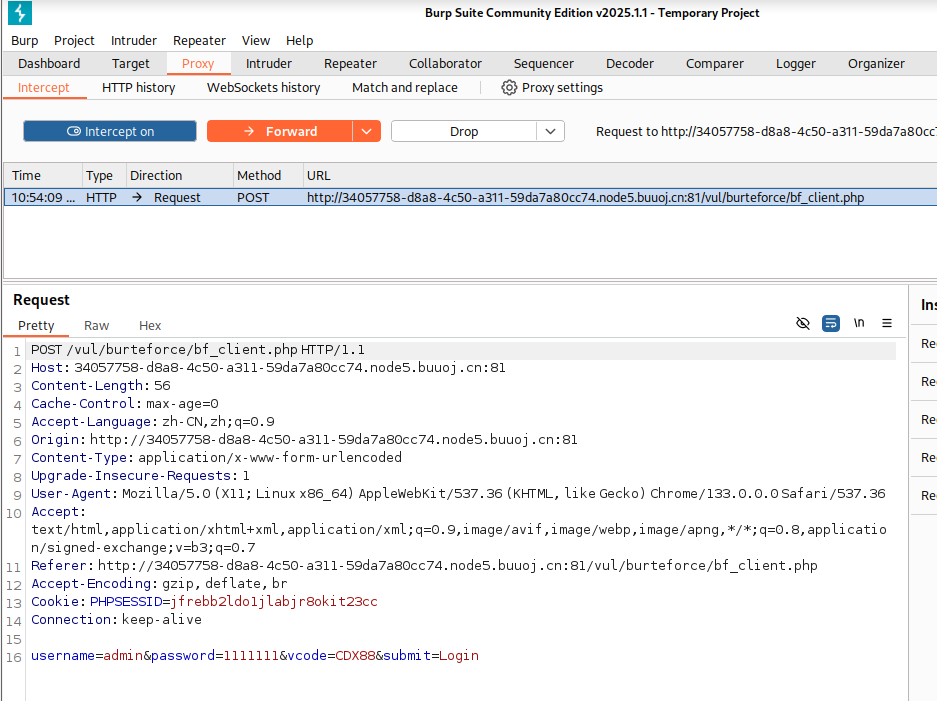 Burp Suite Community Edition v2025.1.1 - Temporary Project
Burp Project Intruder Repeater View Help
Dashboard Target Proxy Intruder Repeater Collaborator Sequencer Decoder Comparer Logger Organizer
Intercept HTTP history WebSockets history Match and replace Proxy settings
Intercept on Forward Drop Request to http://34057758-d8a8-4c50-a311-59da7a80cc7
Time Type Direction Method URL
10:54:09 ... HTTP → Request POST http://34057758-d8a8-4c50-a311-59da7a80cc74.node5.buuoj.cn:81/vul/burteforce/bf_client.php
Request
Ins
Pretty Raw Hex \n
Re
Re
Re
Re
Re
1 POST /vul/burteforce/bf_client.php HTTP/1.1
2 Host: 34057758-d8a8-4c50-a311-59da7a80cc74.node5.buuoj.cn:81
3 Content-Length: 56
4 Cache-Control: max-age=0
5 Accept-Language: zh-CN,zh;q=0.9
6 Origin: http://34057758-d8a8-4c50-a311-59da7a80cc74.node5.buuoj.cn:81
7 Content-Type: application/x-www-form-urlencoded
8 Upgrade-Insecure-Requests: 1
9 User-Agent: Mozilla/5.0 (X11; Linux x86_64) AppleWebKit/537.36 (KHTML, like Gecko) Chrome/133.0.0.0 Safari/537.36
10 Accept:
text/html,application/xhtml+xml,application/xml;q=0.9,image/avif,image/webp,image/apng,*/*;q=0.8,applicatio
n/signed-exchange;v=b3;q=0.7
11 Referer: http://34057758-d8a8-4c50-a311-59da7a80cc74.node5.buuoj.cn:81/vul/burteforce/bf_client.php
12 Accept-Encoding: gzip, deflate, br
13 Cookie: PHPSESSID=jfrebb2ldo1jlabjr8okit23cc
14 Connection: keep-alive
15
16 username=admin&password=1111111&vcode=CDX88&submit=Login